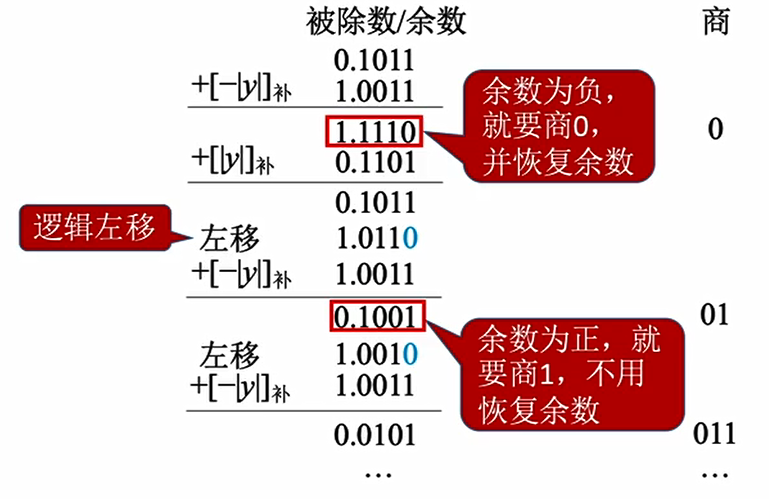 被除数/余数 商
0.1011
+[−|y|]补 1.0011
余数为负，
就要商0，
并恢复余数
1.1110 0
+[|y|]补 0.1101
0.1011
逻辑左移
左移 1.0110
+[−|y|]补 1.0011
0.1001 01
余数为正，就
要商1，不用
恢复余数
左移 1.0010
+[−|y|]补 1.0011
0.0101 011
… …